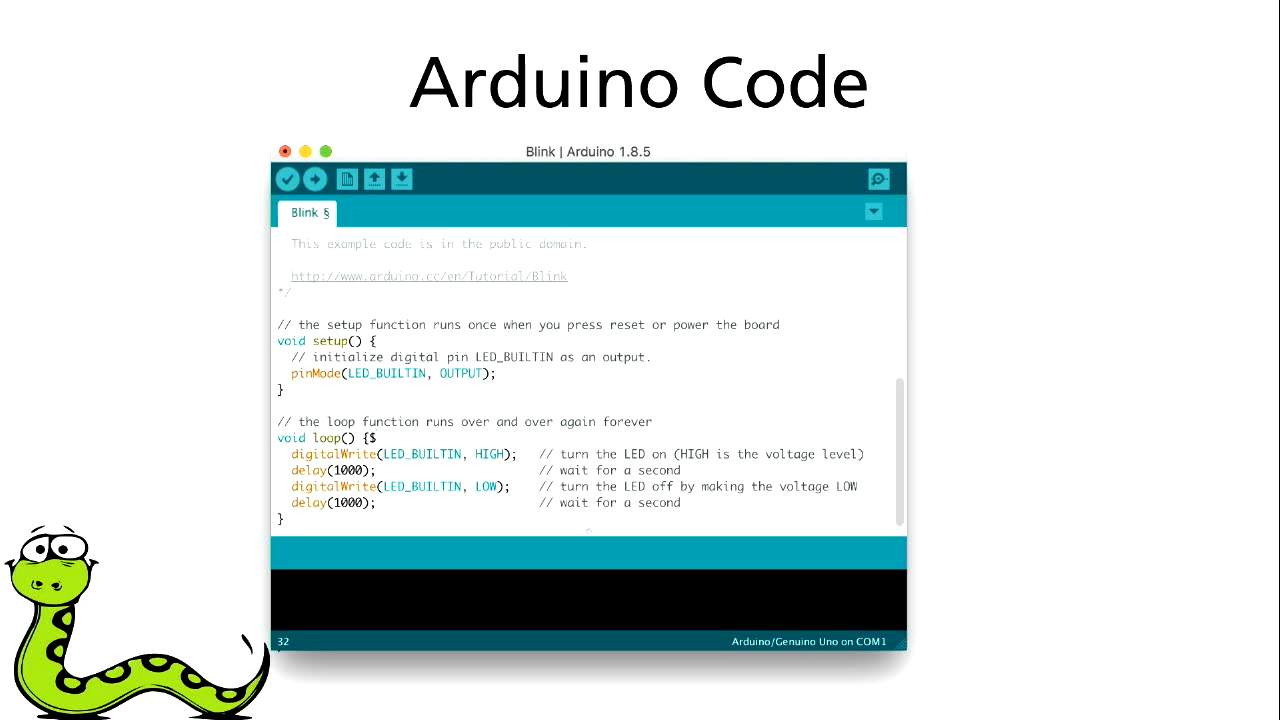 Arduino Code
Blink | Arduino 1.8.5
Blink §
This example code is in the public domain.
http://www.arduino.cc/en/Tutorial/Blink
*/
// the setup function runs once when you press reset or power the board
void setup() {
// initialize digital pin LED_BUILTIN as an output.
pinMode(LED_BUILTIN, OUTPUT);
}
// the loop function runs over and over again forever
void loop() {$
digitalWrite(LED_BUILTIN, HIGH); // turn the LED on (HIGH is the voltage level)
delay(1000); // wait for a second
digitalWrite(LED_BUILTIN, LOW); // turn the LED off by making the voltage LOW
delay(1000); // wait for a second
}
32 Arduino/Genuino Uno on COM1